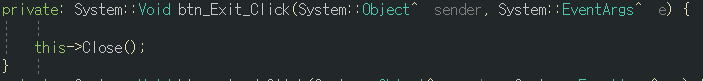 private: System::Void btn_Exit_Click(System::Object^  sender, System::EventArgs^  e) {
this->Close();
}